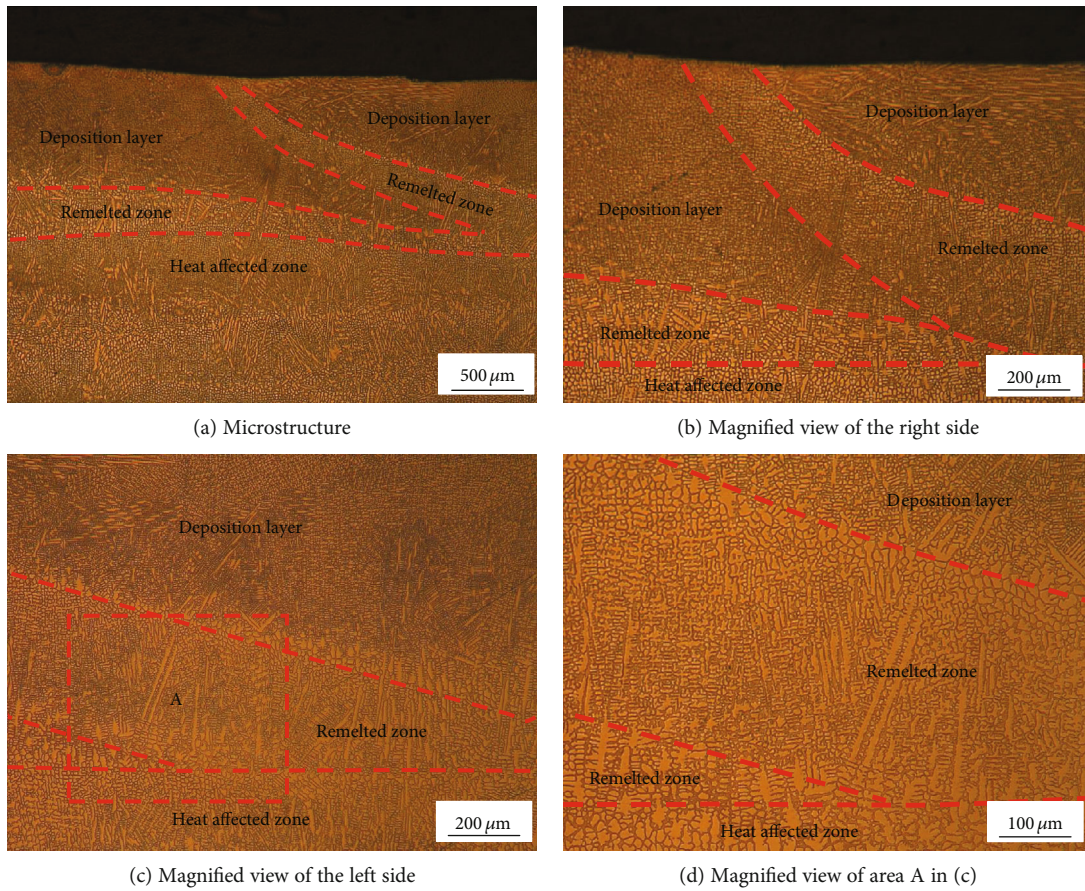 Deposition layer
Deposition layer
Remelted zone
Remelted zone
Heat affected zone
500 μm
(a) Microstructure
Deposition layer
Deposition layer
Remelted zone
Remelted zone
Heat affected zone
200 μm
(b) Magnified view of the right side
Deposition layer
A
Remelted zone
Heat affected zone
200 μm
(c) Magnified view of the left side
Deposition layer
Remelted zone
Remelted zone
Heat affected zone
100 μm
(d) Magnified view of area A in (c)